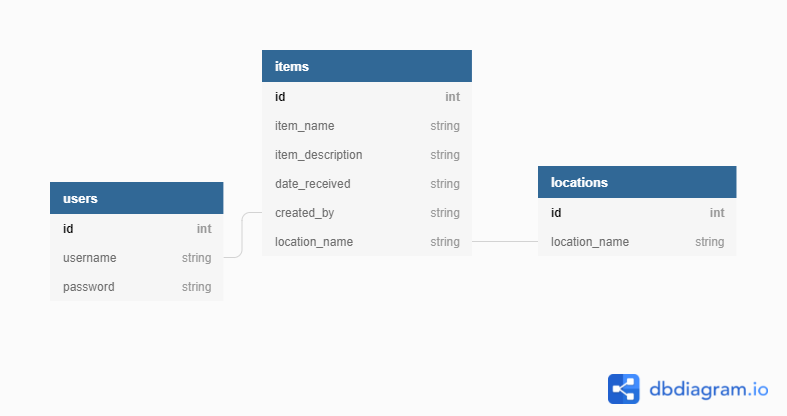 users
id int
username string
password string
items
id int
item_name string
item_description string
date_received string
created_by string
location_name string
locations
id int
location_name string
dbdiagram.io